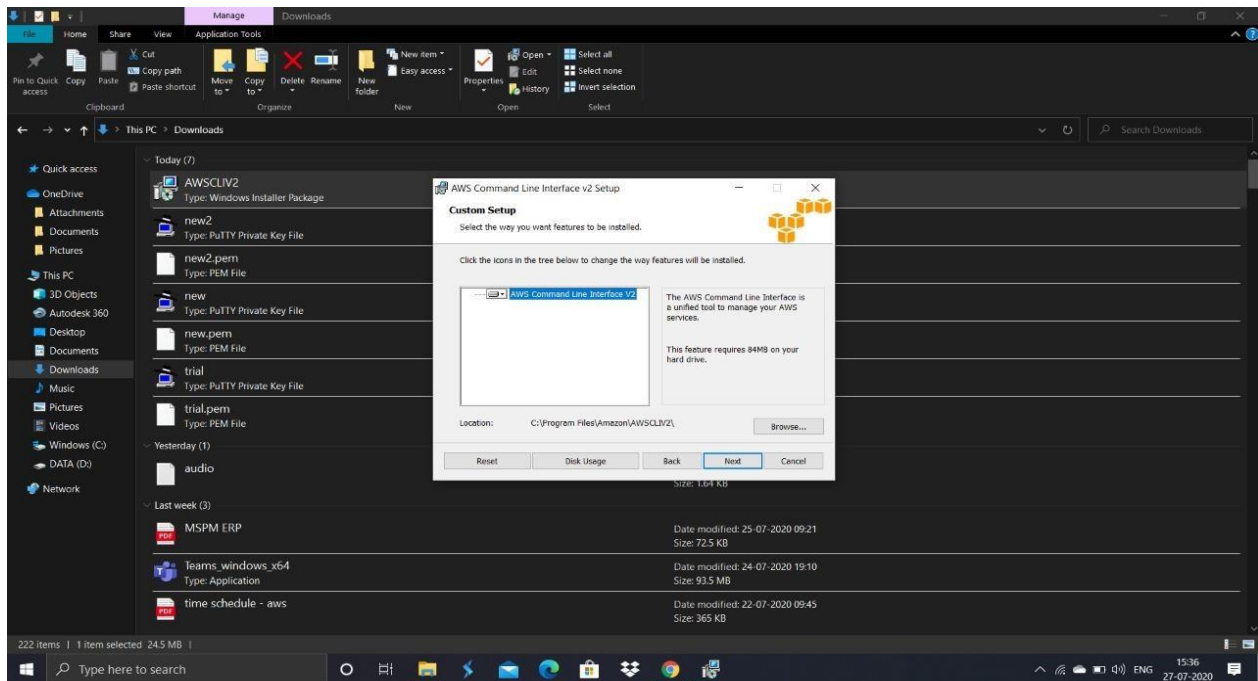 Manage
Downloads
File Home Share View Application Tools
Pin to Quick access
Copy
Paste
Cut
Copy path
Paste shortcut
Clipboard
Move to
Copy to
Delete
Rename
Organize
New folder
New item
Easy access
New
Properties
Open
Edit
History
Open
Select all
Select none
Invert selection
Select
This PC > Downloads
Search Downloads
Quick access
OneDrive
Attachments
Documents
Pictures
This PC
3D Objects
Autodesk 360
Desktop
Documents
Downloads
Music
Pictures
Videos
Windows (C:)
DATA (D:)
Network
Today (7)
AWSCLIV2
Type: Windows Installer Package
new2
Type: PuTTY Private Key File
new2.pem
Type: PEM File
new
Type: PuTTY Private Key File
new.pem
Type: PEM File
trial
Type: PuTTY Private Key File
trial.pem
Type: PEM File
Yesterday (1)
audio
Size: 1.64 KB
Last week (3)
MSPM ERP
Date modified: 25-07-2020 09:21
Size: 72.5 KB
Teams_windows_x64
Type: Application
Date modified: 24-07-2020 19:10
Size: 93.5 MB
time schedule - aws
Date modified: 22-07-2020 09:45
Size: 365 KB
AWS Command Line Interface v2 Setup
Custom Setup
Select the way you want features to be installed.
Click the icons in the tree below to change the way features will be installed.
AWS Command Line Interface V2
The AWS Command Line Interface is
a unified tool to manage your AWS
services.
This feature requires 84MB on your
hard drive.
Location: C:\Program Files\Amazon\AWSCLIV2\
Browse...
Reset Disk Usage Back Next Cancel
222 items | 1 item selected 24.5 MB |
Type here to search
ENG
15:36
27-07-2020